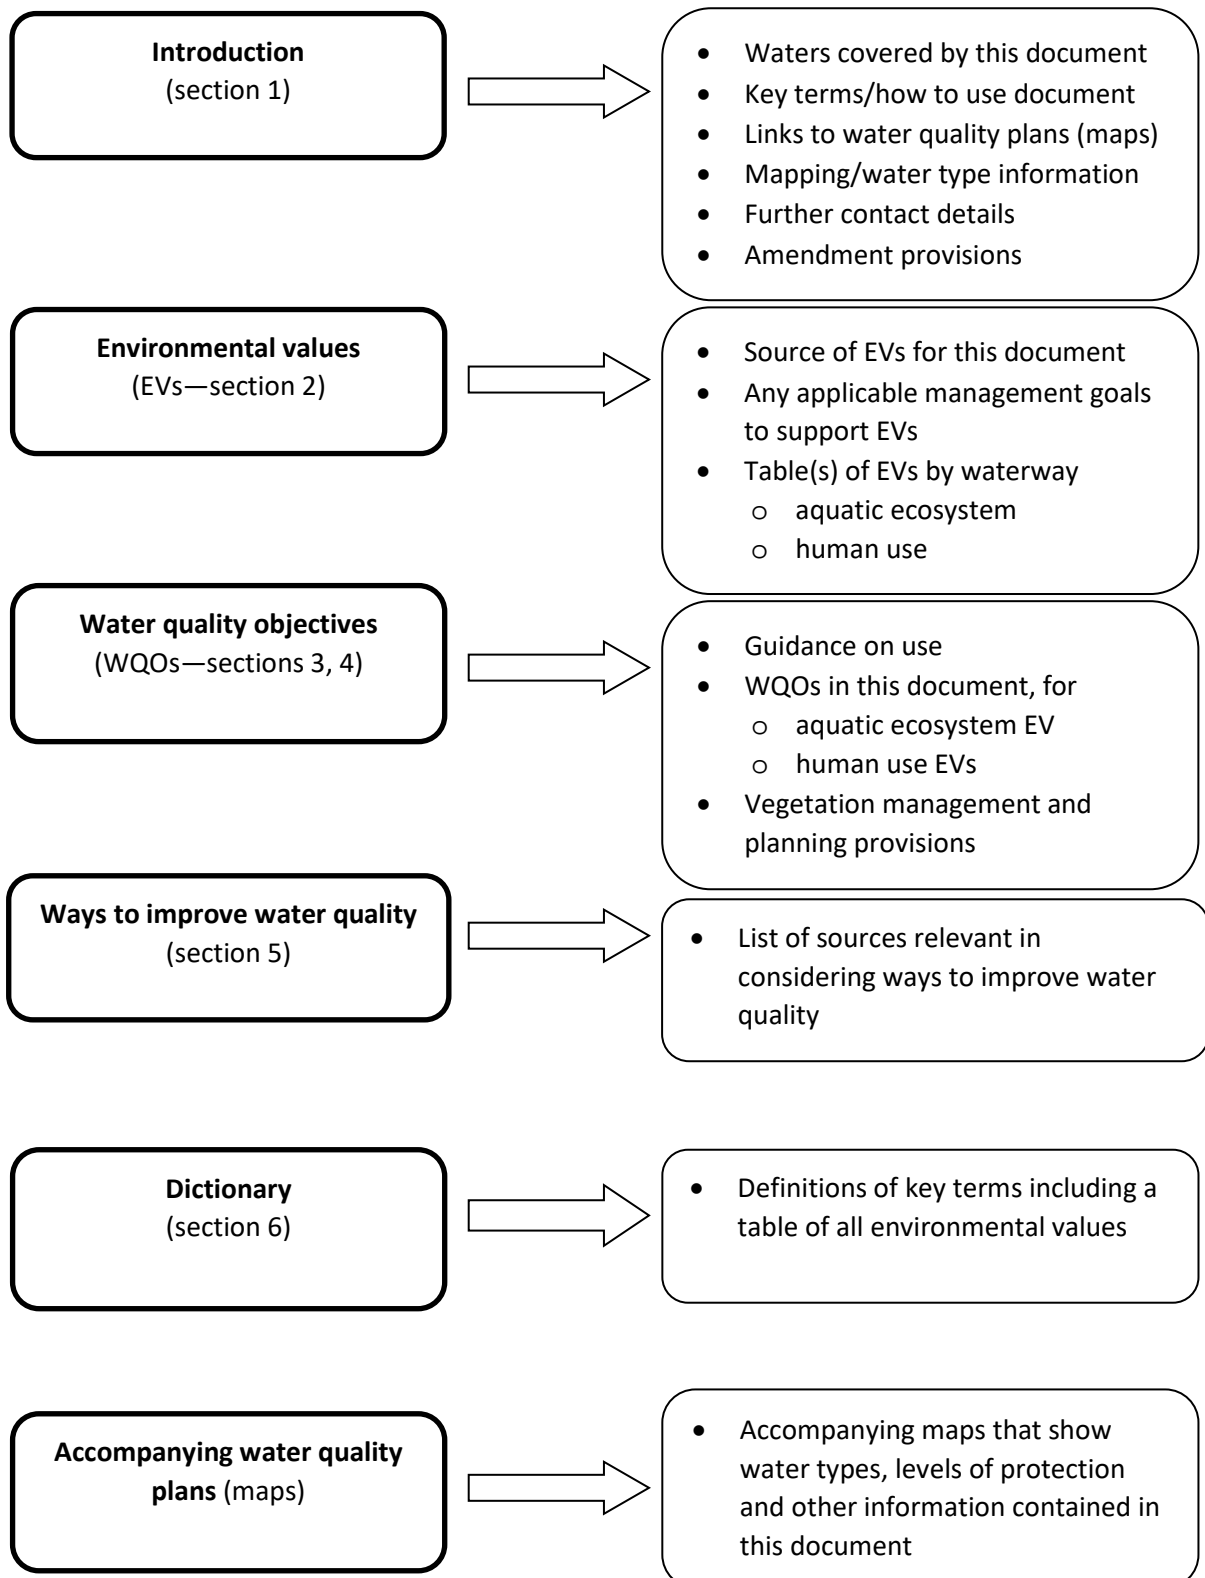 Introduction
(section 1)
• Waters covered by this document
• Key terms/how to use document
• Links to water quality plans (maps)
• Mapping/water type information
• Further contact details
• Amendment provisions
Environmental values
(EVs—section 2)
• Source of EVs for this document
• Any applicable management goals
to support EVs
• Table(s) of EVs by waterway
o aquatic ecosystem
o human use
Water quality objectives
(WQOs—sections 3, 4)
• Guidance on use
• WQOs in this document, for
o aquatic ecosystem EV
o human use EVs
• Vegetation management and
planning provisions
Ways to improve water quality
(section 5)
• List of sources relevant in
considering ways to improve water
quality
Dictionary
(section 6)
• Definitions of key terms including a
table of all environmental values
Accompanying water quality
plans (maps)
• Accompanying maps that show
water types, levels of protection
and other information contained in
this document